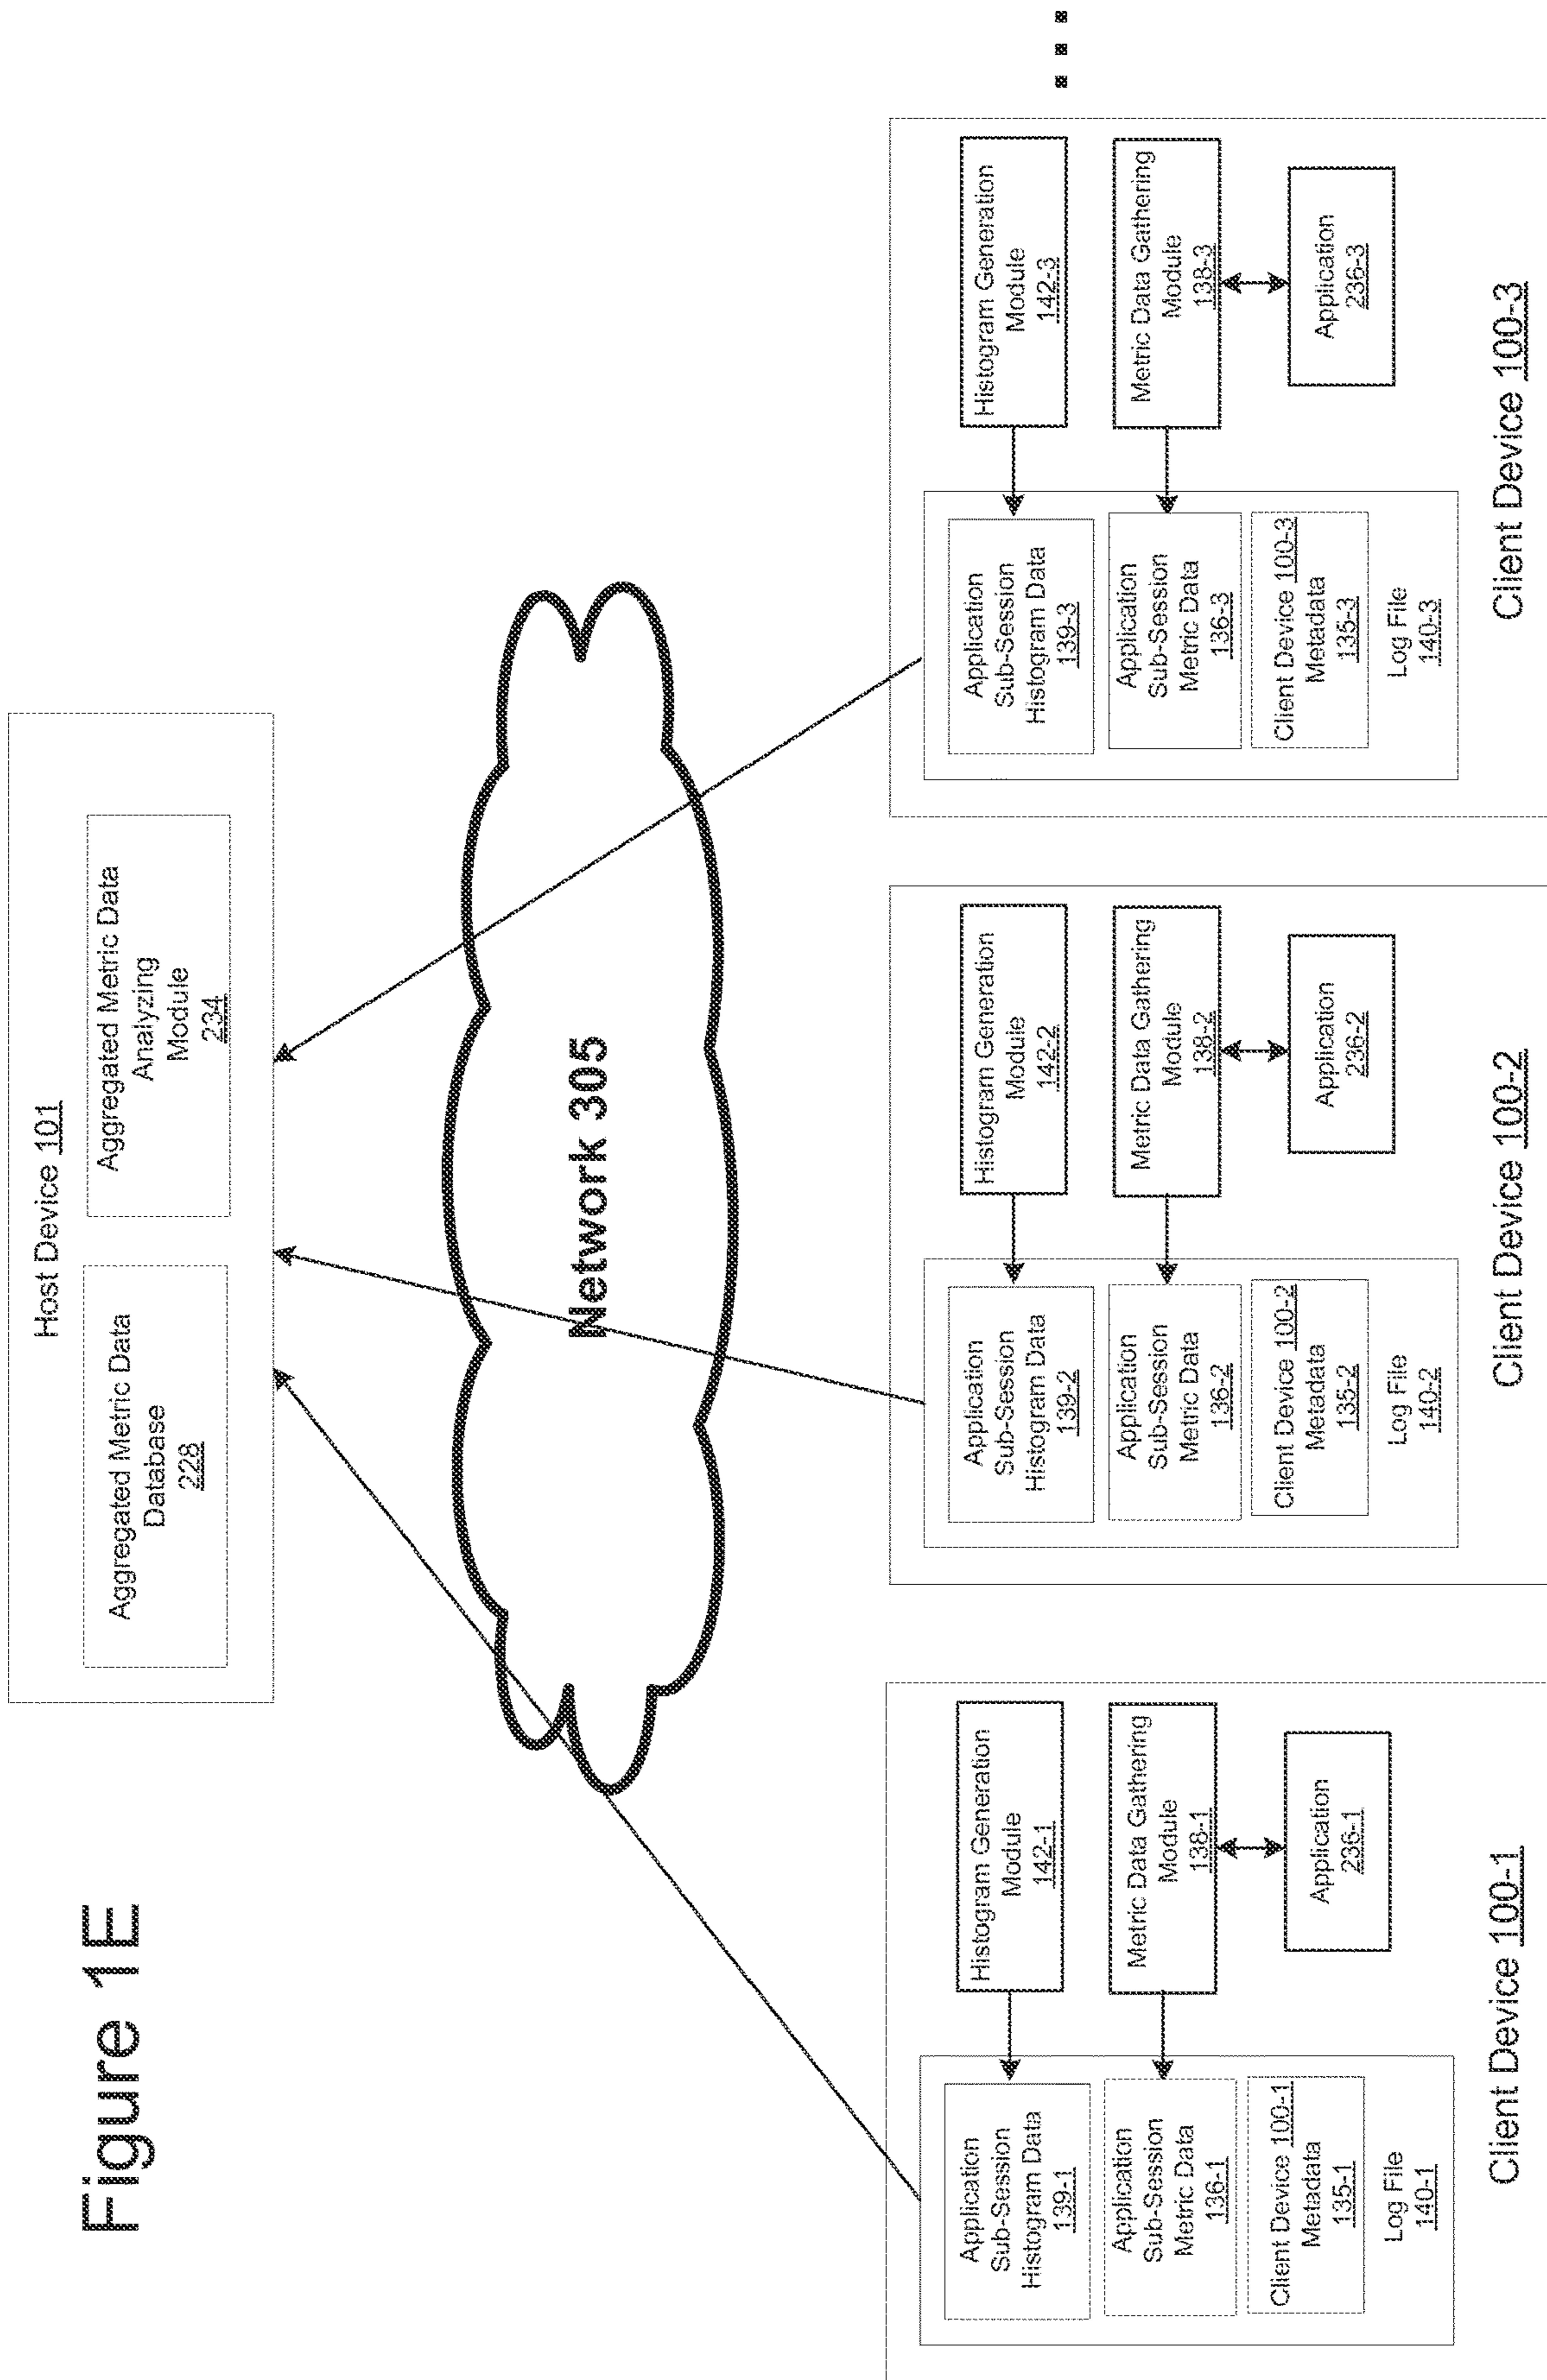 Figure 1E
Host Device 101
Aggregated Metric Data
Database
228
Aggregated Metric Data
Analyzing
Module
234
Network 305
Application
Sub-Session
Histogram Data
139-1
Application
Sub-Session
Metric Data
136-1
Client Device 100-1
Metadata
135-1
Log File
140-1
Histogram Generation
Module
142-1
Metric Data Gathering
Module
138-1
Application
236-1
Client Device 100-1
Application
Sub-Session
Histogram Data
139-2
Application
Sub-Session
Metric Data
136-2
Client Device 100-2
Metadata
135-2
Log File
140-2
Histogram Generation
Module
142-2
Metric Data Gathering
Module
138-2
Application
236-2
Client Device 100-2
Application
Sub-Session
Histogram Data
139-3
Application
Sub-Session
Metric Data
136-3
Client Device 100-3
Metadata
135-3
Log File
140-3
Histogram Generation
Module
142-3
Metric Data Gathering
Module
138-3
Application
236-3
Client Device 100-3